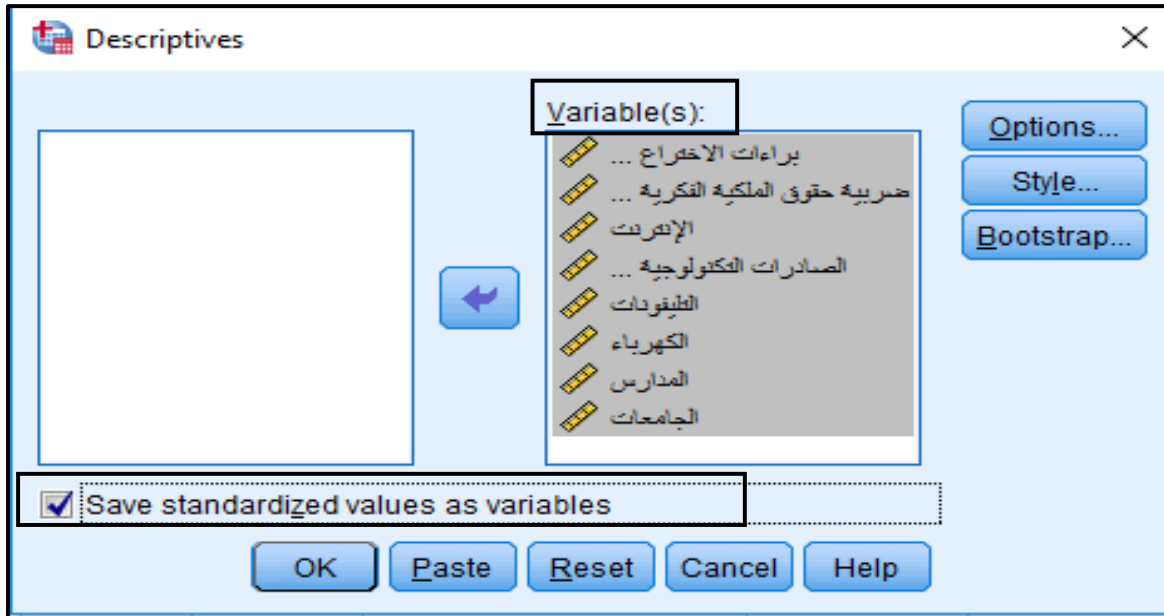 Descriptives
Variable(s):
براءات الاختراع ...
ضريبة حقوق الملكية الفكرية ...
الإنترنت
الصادرات التكنولوجية ...
التليفونات
الكهرباء
المدارس
الجامعات
Options...
Style...
Bootstrap...
Save standardized values as variables
OK Paste Reset Cancel Help